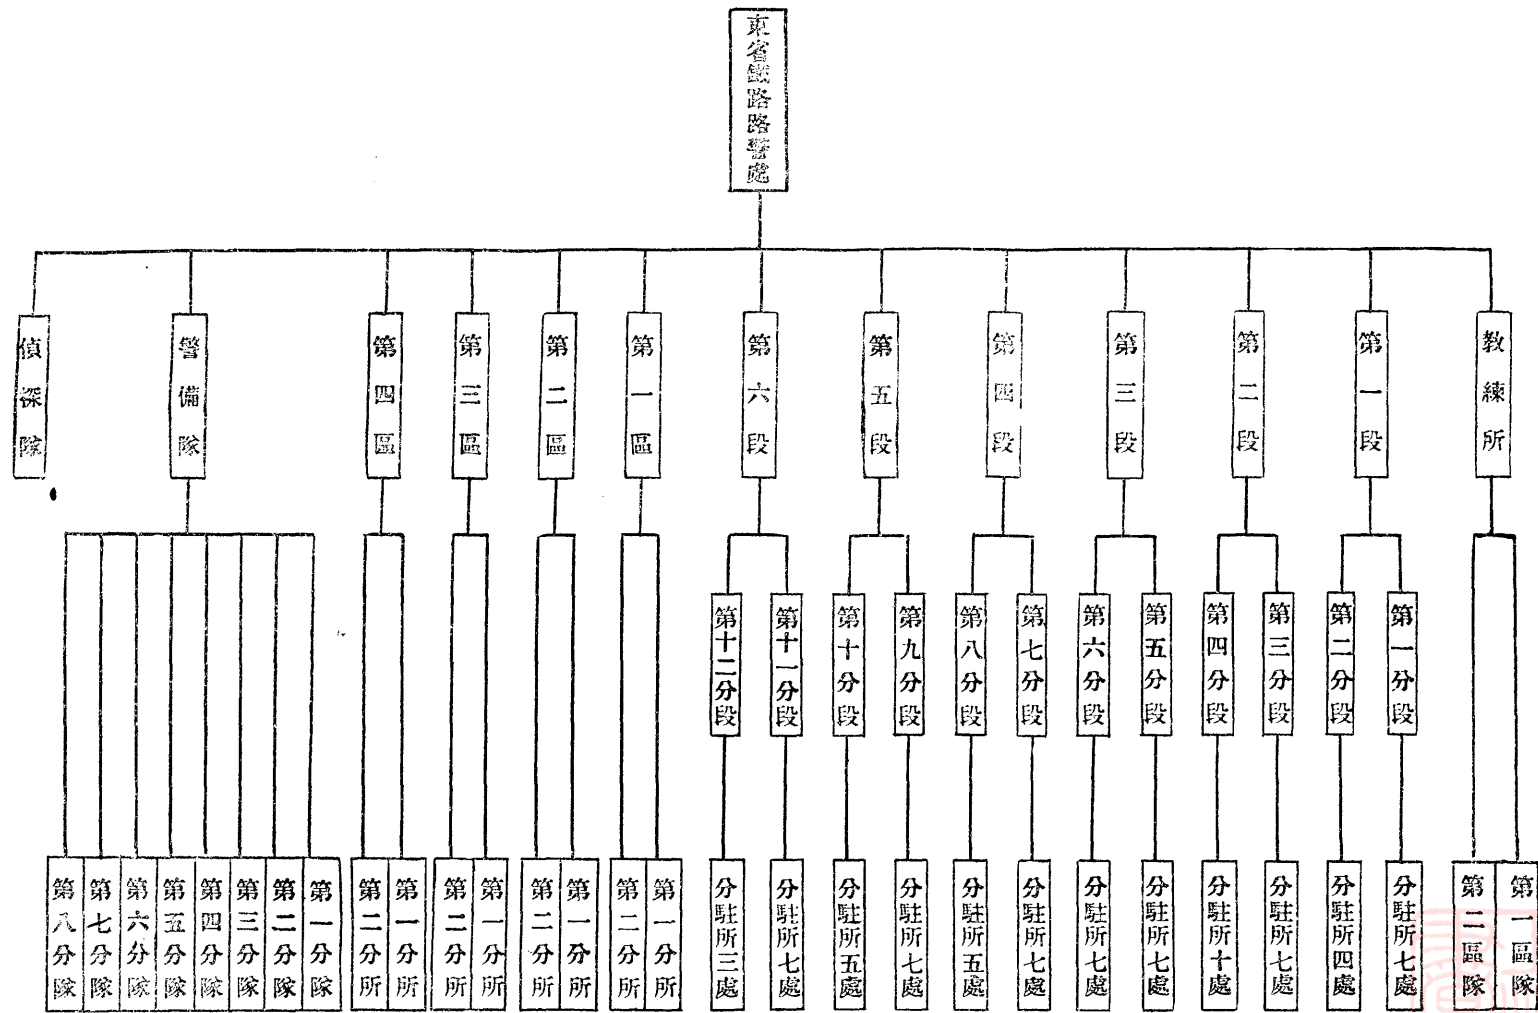 東省鐵路路警處
教練所
第一段
第二段
第三段
第四段
第五段
第六段
第一區
第二區
第三區
第四區
警備隊
偵探隊
第一分段
第二分段
第三分段
第四分段
第五分段
第六分段
第七分段
第八分段
第九分段
第十分段
第十一分段
第十二分段
第一區隊
第二區隊
分駐所七處
分駐所四處
分駐所七處
分駐所十處
分駐所七處
分駐所七處
分駐所七處
分駐所五處
分駐所七處
分駐所五處
分駐所七處
分駐所三處
第一分所
第二分所
第一分所
第二分所
第一分所
第二分所
第一分所
第二分所
第一分隊
第二分隊
第三分隊
第四分隊
第五分隊
第六分隊
第七分隊
第八分隊